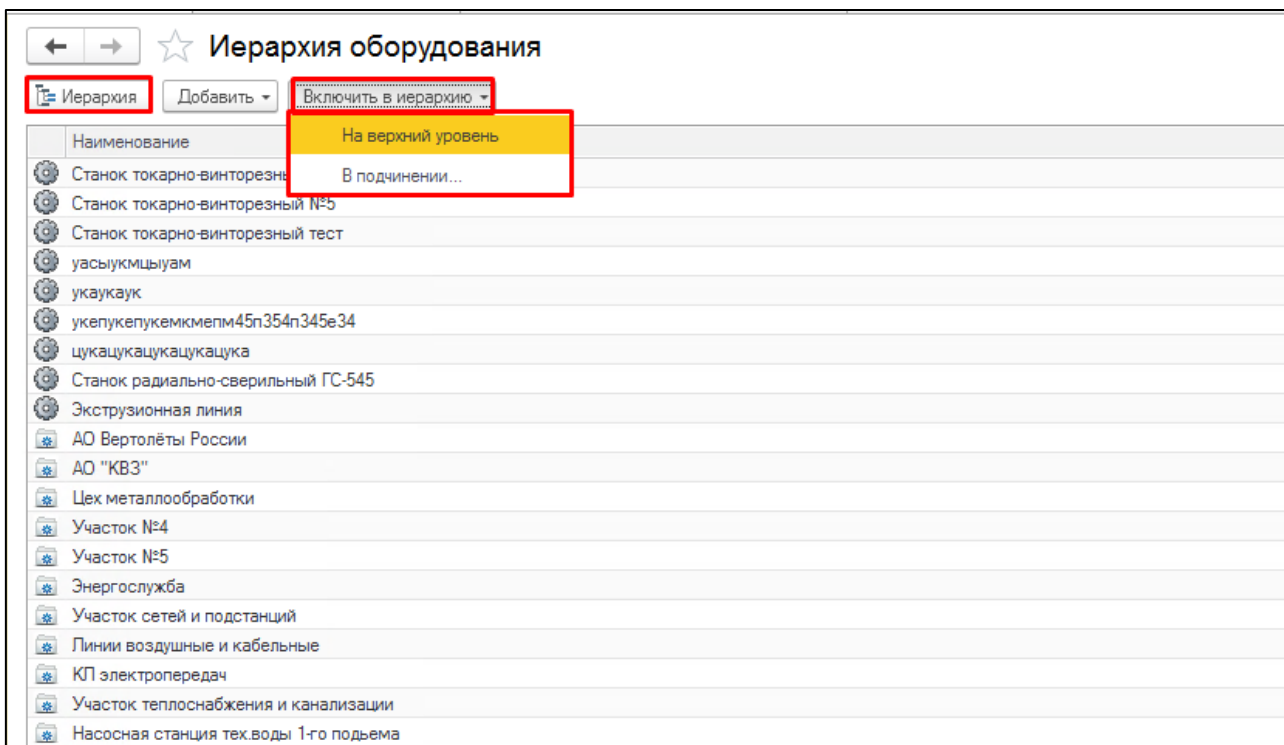 Иерархия оборудования
Иерархия Добавить Включить в иерархию
На верхний уровень
В подчинении...
Наименование
Станок токарно-винторезны
Станок токарно-винторезный №5
Станок токарно-винторезный тест
уасыукмцыуам
укаукаук
укепукепукемкмепм45п354п345е34
цукацукацукацукацука
Станок радиально-сверильный ГС-545
Экструзионная линия
АО Вертолёты России
АО "КВЗ"
Цех металлообработки
Участок №4
Участок №5
Энергослужба
Участок сетей и подстанций
Линии воздушные и кабельные
КЛ электропередач
Участок теплоснабжения и канализации
Насосная станция тех.воды 1-го подьема